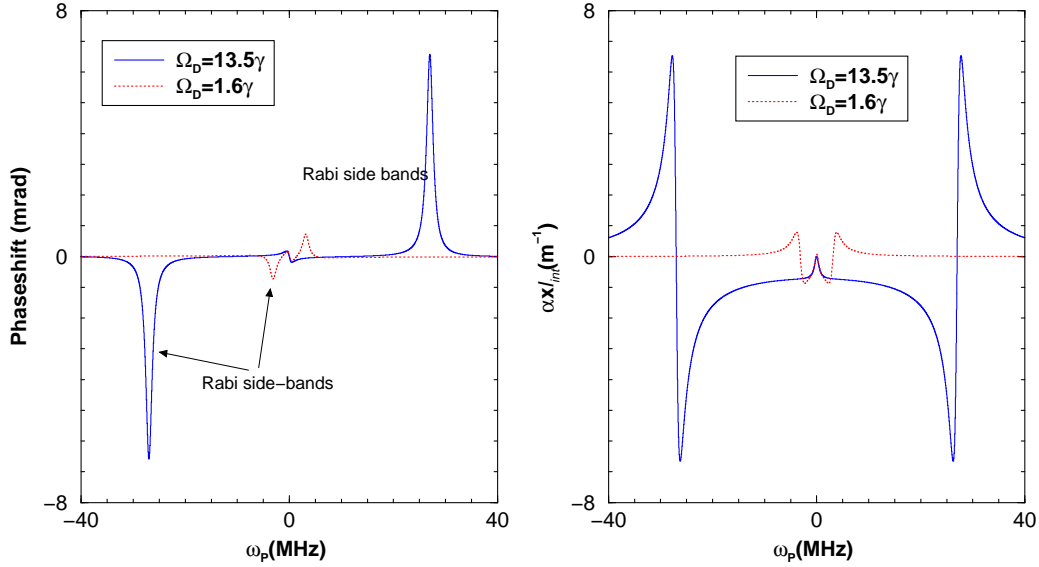 8
Ω_D=13.5γ
Ω_D=1.6γ
Rabi side bands
Phaseshift (mrad)
0
Rabi side−bands
−8
−40
0
40
ω_P(MHz)
8
Ω_D=13.5γ
Ω_D=1.6γ
αxl_int(m⁻¹)
0
−8
−40
0
40
ω_P(MHz)